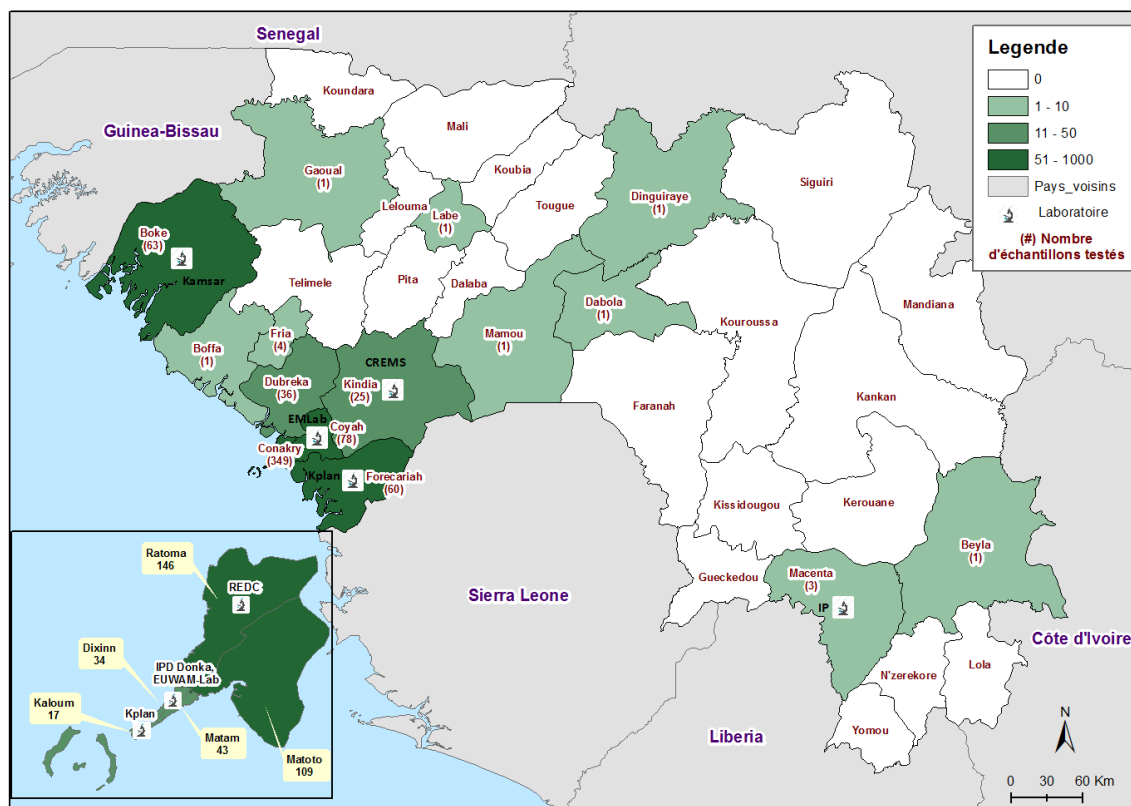 Senegal
Guinea-Bissau
Koundara
Mali
Gaoual
(1)
Koubia
Lelouma
Labe
(1)
Tougue
Dinguiraye
(1)
Siguiri
Boke
(63)
Kamsar
Telimele
Pita
Dalaba
Mandiana
Dabola
(1)
Kouroussa
Fria
(4)
Boffa
(1)
Mamou
(1)
CREMS
Dubreka
(36)
Kindia
(25)
Kankan
Faranah
EMLab
Coyah
(78)
Conakry
(349)
Kplan
Forecariah
(60)
Kissidougou
Kerouane
Beyla
(1)
Gueckedou
Macenta
(3)
IP
Sierra Leone
Côte d'Ivoire
N'zerekore
Lola
Yomou
Liberia
Legende
0
1 - 10
11 - 50
51 - 1000
Pays_voisins
Laboratoire
(#) Nombre
d'échantillons testés
Ratoma
146
REDC
Dixinn
34
IPD Donka,
EUWAM-Lab
Kaloum
17
Kplan
Matam
43
Matoto
109
N
0 30 60 Km